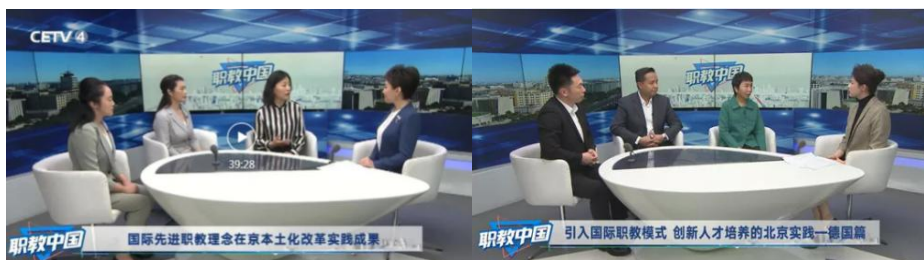 CETV 4
职教中国
39:28
职教中国
国际先进职教理念在京本土化改革实践成果
职教中国
职教中国
引入国际职教模式 创新人才培养的北京实践—德国篇